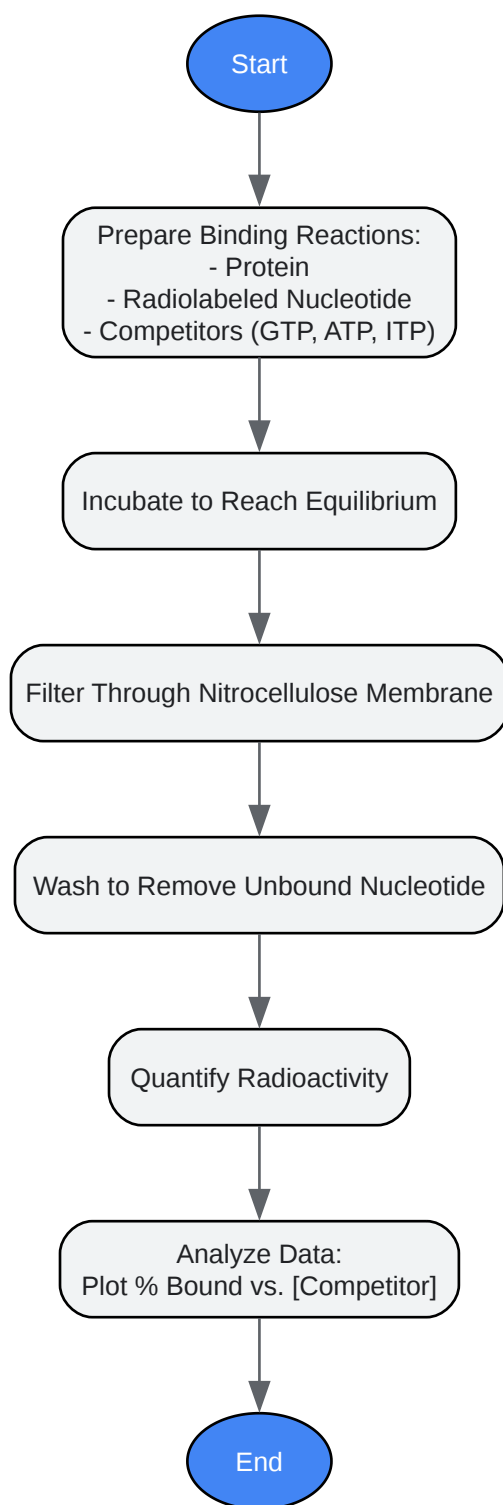 Start
Prepare Binding Reactions:
- Protein
- Radiolabeled Nucleotide
- Competitors (GTP, ATP, ITP)
Incubate to Reach Equilibrium
Filter Through Nitrocellulose Membrane
Wash to Remove Unbound Nucleotide
Quantify Radioactivity
Analyze Data:
Plot % Bound vs. [Competitor]
End